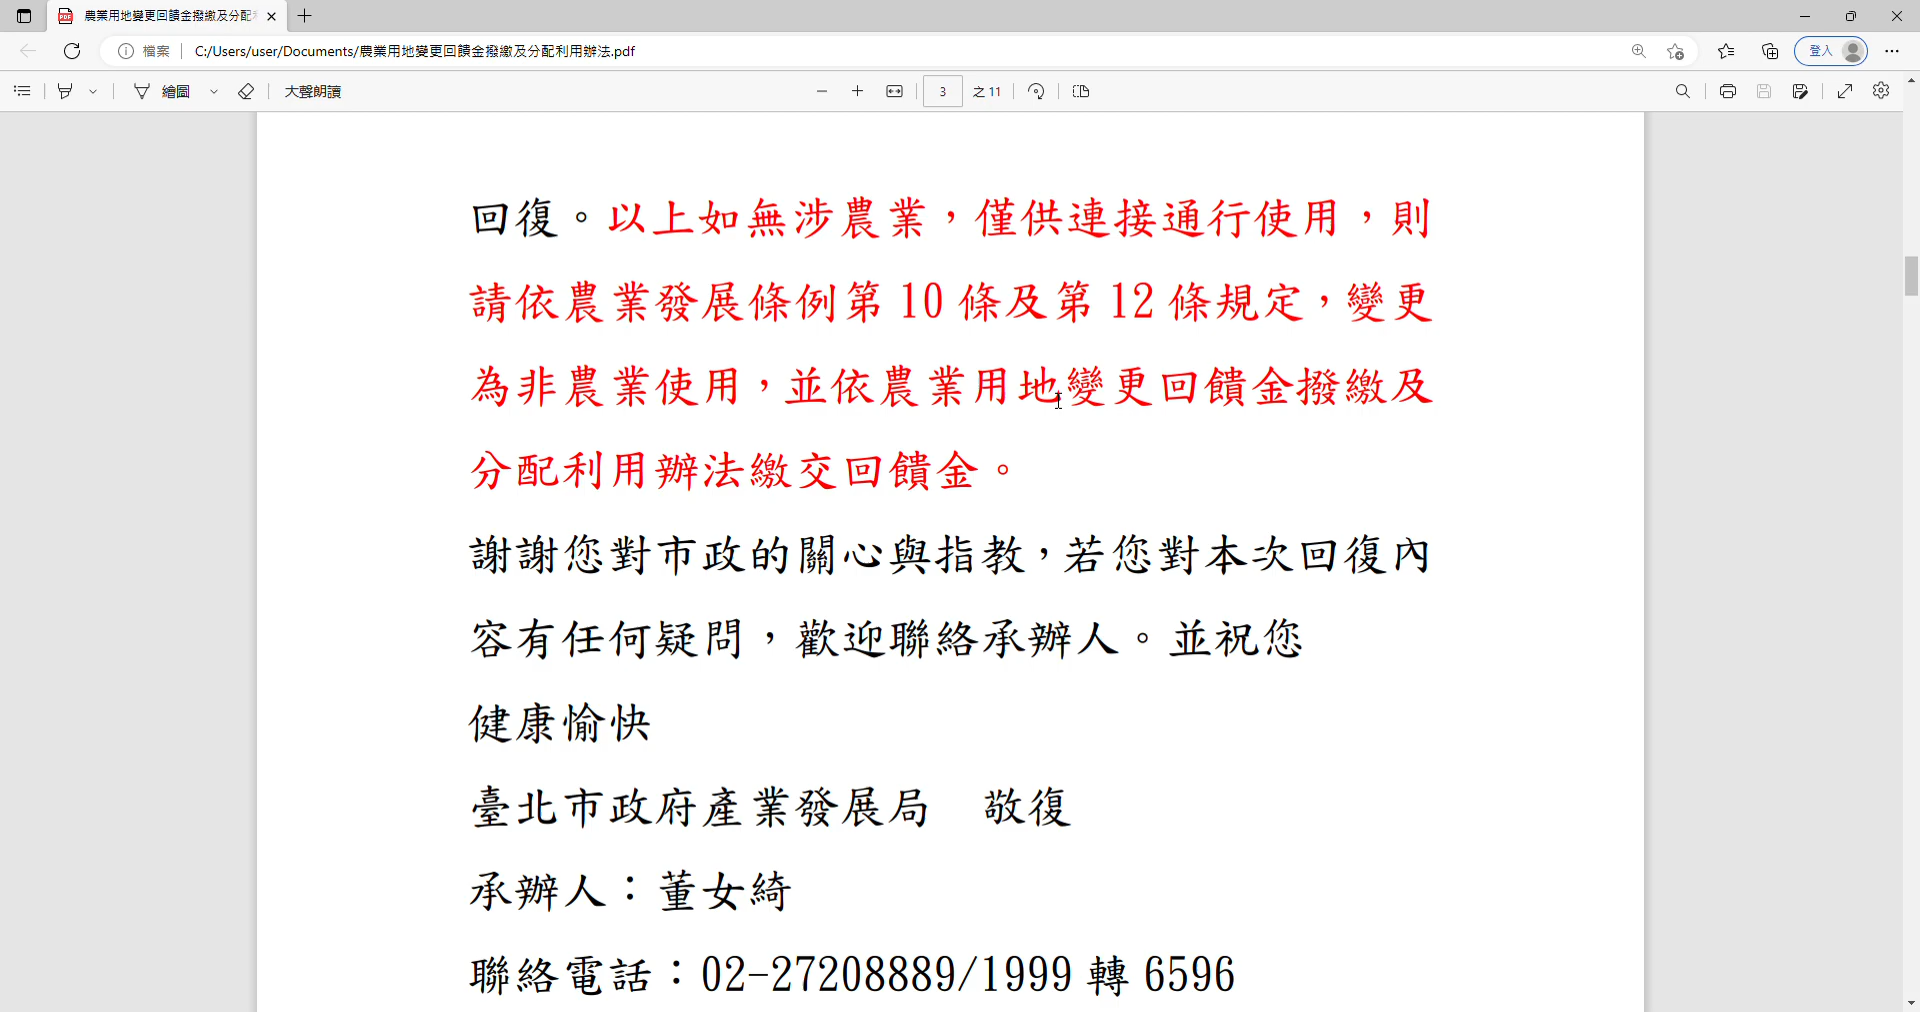 農業用地變更回饋金撥繳及分配
檔案 C:/Users/user/Documents/農業用地變更回饋金撥繳及分配利用辦法.pdf 登入
繪圖 大聲朗讀 3 之 11
回復。以上如無涉農業，僅供連接通行使用，則
請依農業發展條例第 10 條及第 12 條規定，變更
為非農業使用，並依農業用地變更回饋金撥繳及
分配利用辦法繳交回饋金。
謝謝您對市政的關心與指教，若您對本次回復內
容有任何疑問，歡迎聯絡承辦人。並祝您
健康愉快
臺北市政府產業發展局 敬復
承辦人：董女綺
聯絡電話：02-27208889/1999 轉 6596